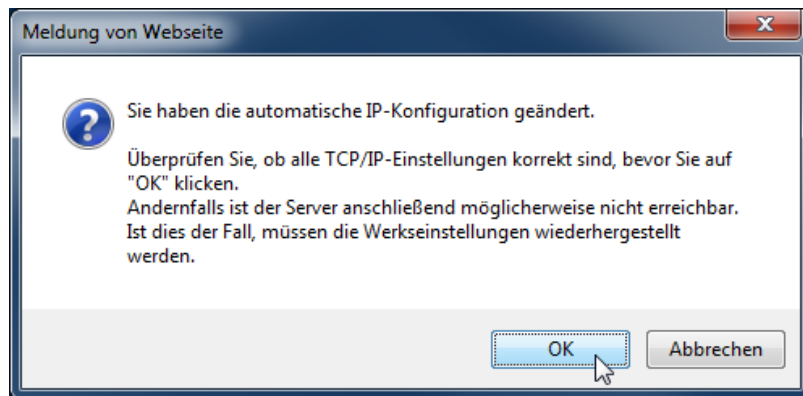 Meldung von Webseite
Sie haben die automatische IP-Konfiguration geändert.
Überprüfen Sie, ob alle TCP/IP-Einstellungen korrekt sind, bevor Sie auf
"OK" klicken.
Andernfalls ist der Server anschließend möglicherweise nicht erreichbar.
Ist dies der Fall, müssen die Werkseinstellungen wiederhergestellt
werden.
OK
Abbrechen